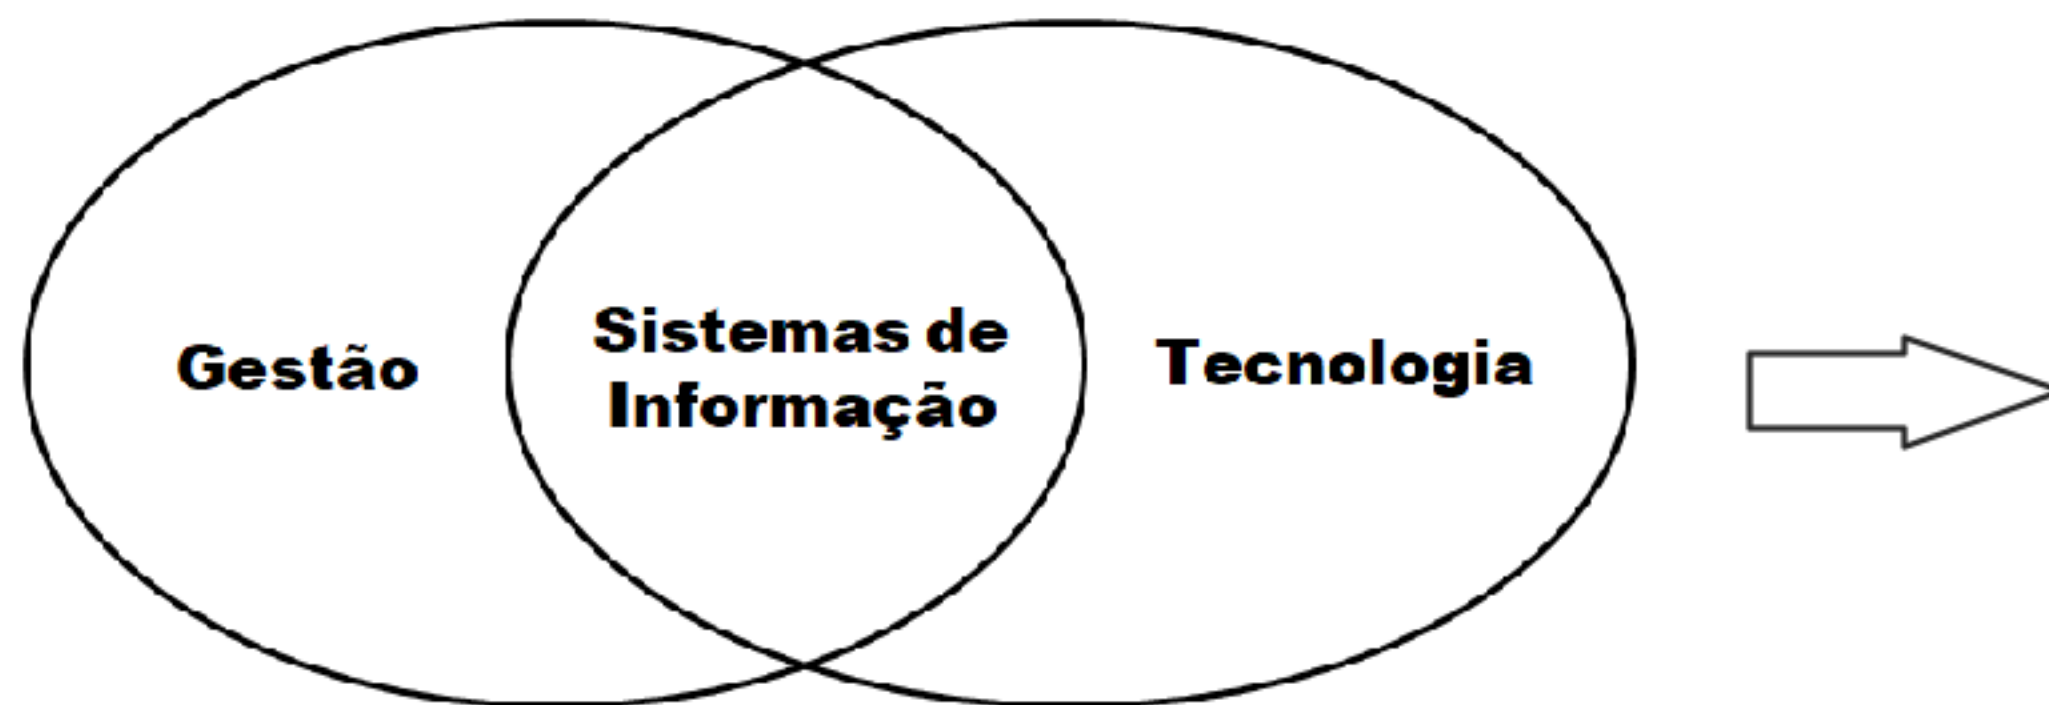 Gestão
Sistemas de
Informação
Tecnologia